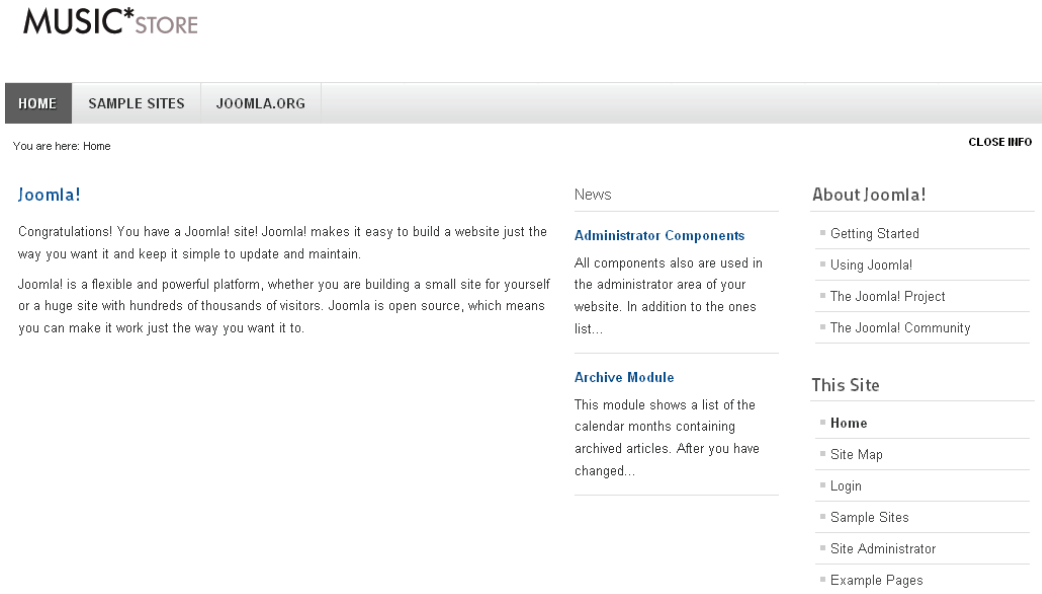 MUSIC*STORE
HOME SAMPLE SITES JOOMLA.ORG
You are here: Home
CLOSE INFO
Joomla!
Congratulations! You have a Joomla! site! Joomla! makes it easy to build a website just the
way you want it and keep it simple to update and maintain.
Joomla! is a flexible and powerful platform, whether you are building a small site for yourself
or a huge site with hundreds of thousands of visitors. Joomla is open source, which means
you can make it work just the way you want it to.
News
Administrator Components
All components also are used in
the administrator area of your
website. In addition to the ones
list...
Archive Module
This module shows a list of the
calendar months containing
archived articles. After you have
changed...
About Joomla!
Getting Started
Using Joomla!
The Joomla! Project
The Joomla! Community
This Site
Home
Site Map
Login
Sample Sites
Site Administrator
Example Pages